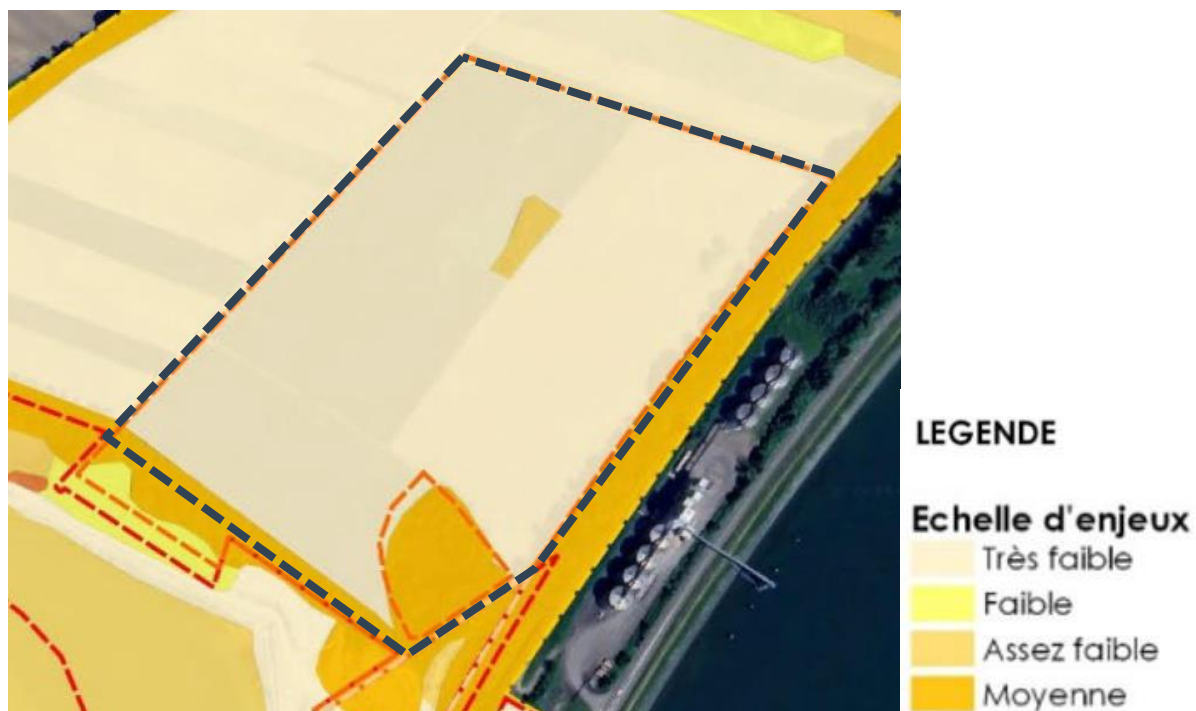 LEGENDE
Echelle d'enjeux
Très faible
Faible
Assez faible
Moyenne